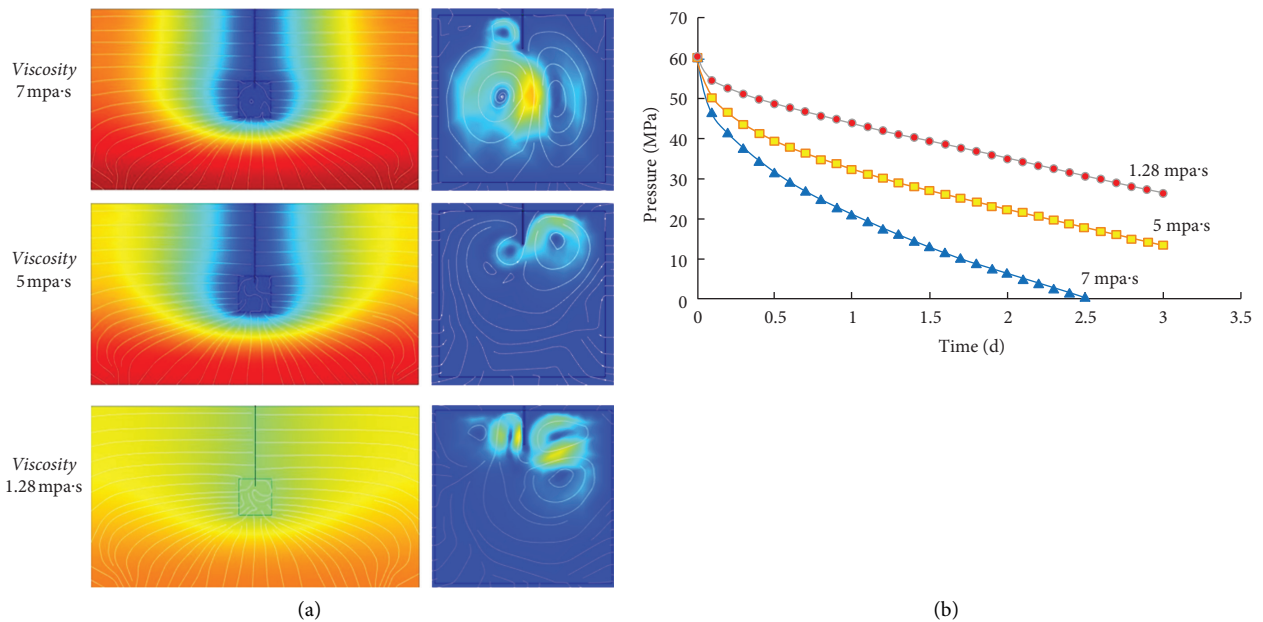 Viscosity
7 mpa·s
Viscosity
5 mpa·s
Viscosity
1.28 mpa·s
(a)
70
60
50
40
30
20
10
0
Pressure (MPa)
1.28 mpa·s
5 mpa·s
7 mpa·s
0 0.5 1 1.5 2 2.5 3 3.5
Time (d)
(b)